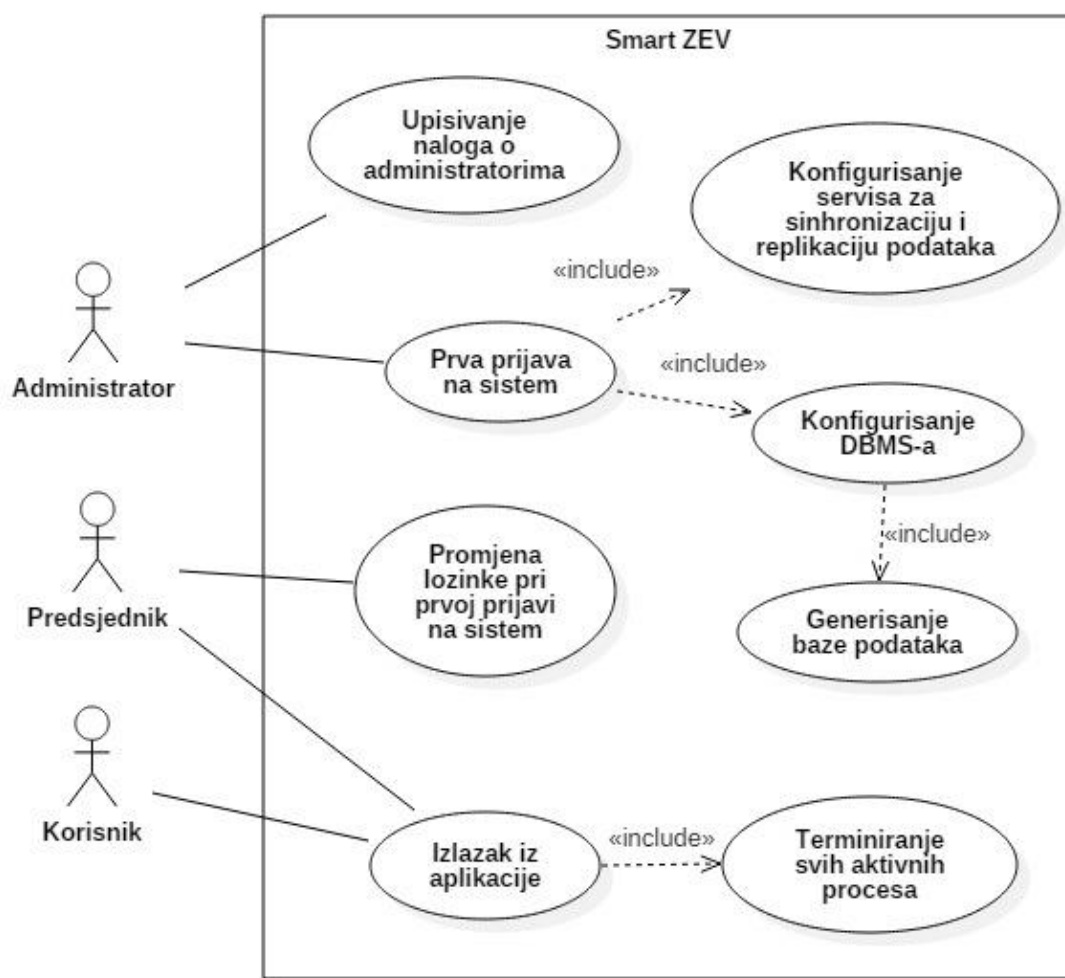 Smart ZEV
Upisivanje
naloga o
administratorima
Konfigurisanje
servisa za
sinhronizaciju i
replikaciju podataka
«include»
Administrator
Prva prijava
na sistem
«include»
Konfigurisanje
DBMS-a
«include»
Predsjednik
Promjena
lozinke pri
prvoj prijavi
na sistem
Generisanje
baze podataka
Korisnik
Izlazak iz
aplikacije
«include»
Terminiranje
svih aktivnih
procesa